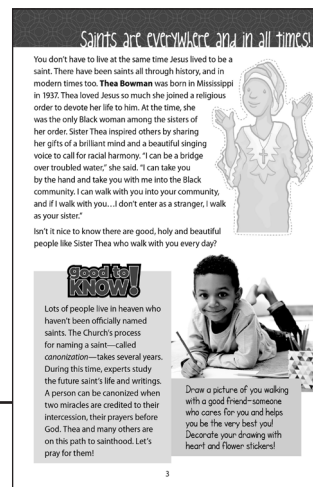 Saints are everywhere and in all times!
You don't have to live at the same time Jesus lived to be a
saint. There have been saints all through history, and in
modern times too. Thea Bowman was born in Mississippi
in 1937. Thea loved Jesus so much she joined a religious
order to devote her life to him. At the time, she
was the only Black woman among the sisters of
her order. Sister Thea inspired others by sharing
her gifts of a brilliant mind and a beautiful singing
voice to call for racial harmony. "I can be a bridge
over troubled water," she said. "I can take you
by the hand and take you with me into the Black
community. I can walk with you into your community,
and if I walk with you…I don't enter as a stranger, I walk
as your sister."
Isn't it nice to know there are good, holy and beautiful
people like Sister Thea who walk with you every day?
good to
KNOW!
Lots of people live in heaven who
haven't been officially named
saints. The Church's process
for naming a saint—called
canonization—takes several years.
During this time, experts study
the future saint's life and writings.
A person can be canonized when
two miracles are credited to their
intercession, their prayers before
God. Thea and many others are
on this path to sainthood. Let's
pray for them!
Draw a picture of you walking
with a good friend—someone
who cares for you and helps
you be the very best you!
Decorate your drawing with
heart and flower stickers!
3